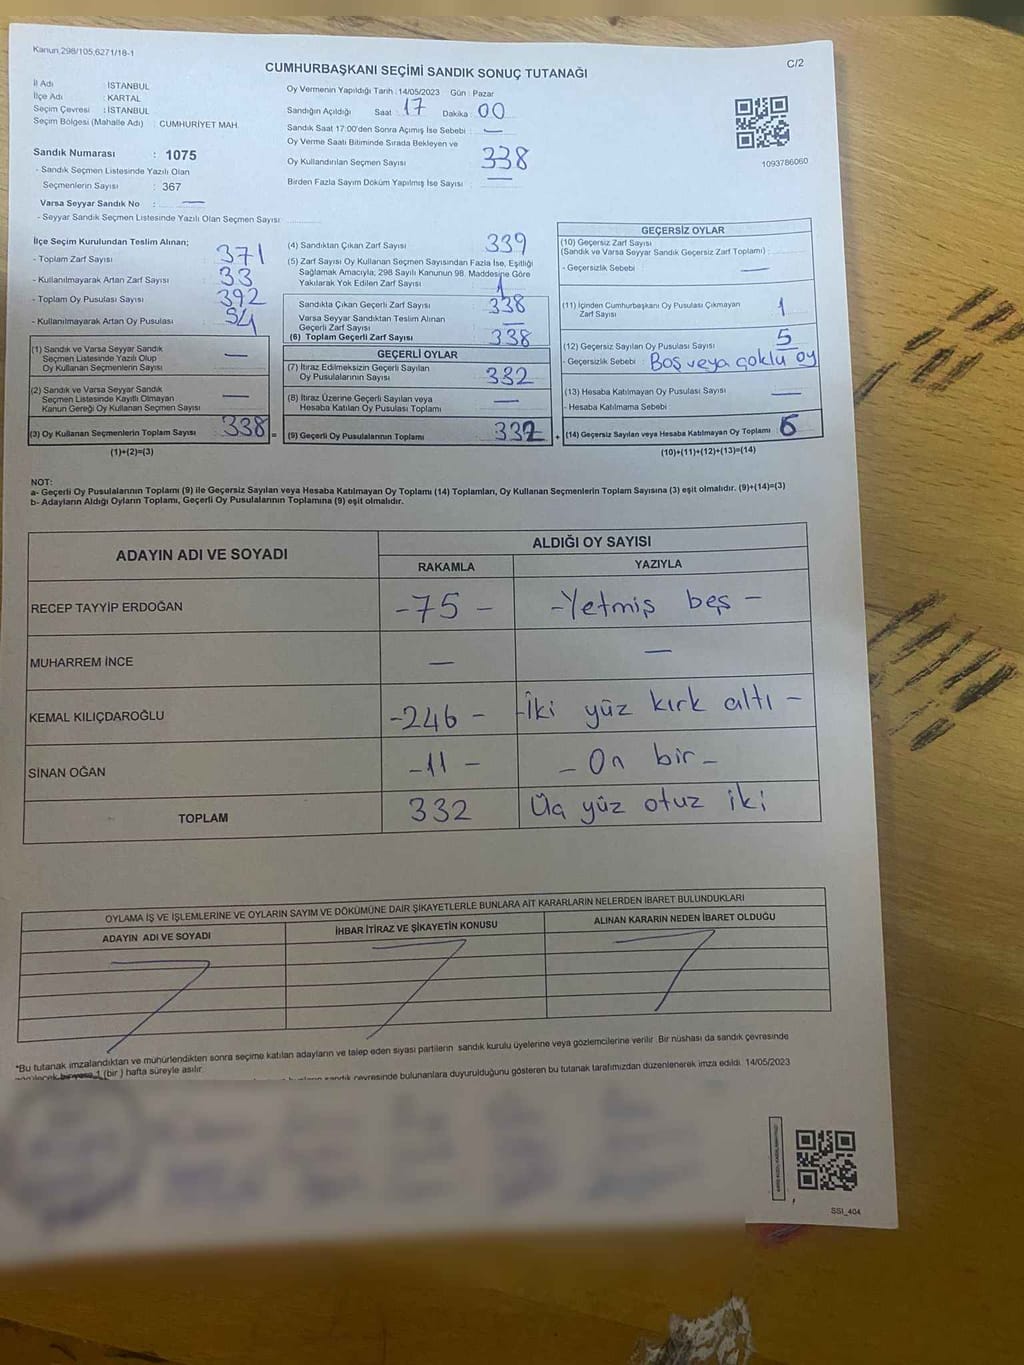 Kanun 298/105,6271/18-1
C/2
CUMHURBAŞKANI SEÇİMİ SANDIK SONUÇ TUTANAĞI
İl Adı : İSTANBUL
İlçe Adı : KARTAL
Seçim Çevresi : İSTANBUL
Seçim Bölgesi (Mahalle Adı) : CUMHURİYET MAH.
Sandık Numarası : 1075
- Sandık Seçmen Listesinde Yazılı Olan
Seçmenlerin Sayısı : 367
Varsa Seyyar Sandık No : —
- Seyyar Sandık Seçmen Listesinde Yazılı Olan Seçmen Sayısı
Oy Vermenin Yapıldığı Tarih : 14/05/2023 Gün : Pazar
Sandığın Açıldığı Saat 17 Dakika 00
Sandık Saat 17:00'den Sonra Açımış İse Sebebi : —
Oy Verme Saati Bitiminde Sırada Bekleyen ve
Oy Kullandırılan Seçmen Sayısı 338
Birden Fazla Sayım Döküm Yapılmış İse Sayısı —
1093786060
İlçe Seçim Kurulundan Teslim Alınan;
- Toplam Zarf Sayısı : 371
- Kullanılmayarak Artan Zarf Sayısı : 33
- Toplam Oy Pusulası Sayısı : 392
- Kullanılmayarak Artan Oy Pusulası : 54
(1) Sandık ve Varsa Seyyar Sandık
Seçmen Listesinde Yazılı Olup
Oy Kullanan Seçmenlerin Sayısı —
(2) Sandık ve Varsa Seyyar Sandık
Seçmen Listesinde Kayıtlı Olmayan
Kanun Gereği Oy Kullanan Seçmen Sayısı —
(3) Oy Kullanan Seçmenlerin Toplam Sayısı 338 =
(1)+(2)=(3)
(4) Sandıktan Çıkan Zarf Sayısı 339
(5) Zarf Sayısı Oy Kullanan Seçmen Sayısından Fazla İse, Eşitliği
Sağlamak Amacıyla; 298 Sayılı Kanunun 98. Maddesine Göre
Yakılarak Yok Edilen Zarf Sayısı 1
Sandıkta Çıkan Geçerli Zarf Sayısı 338
Varsa Seyyar Sandıktan Teslim Alınan
Geçerli Zarf Sayısı —
(6) Toplam Geçerli Zarf Sayısı 338
GEÇERLİ OYLAR
(7) İtiraz Edilmeksizin Geçerli Sayılan
Oy Pusulalarının Sayısı 332
(8) İtiraz Üzerine Geçerli Sayılan veya
Hesaba Katılan Oy Pusulası Toplamı —
(9) Geçerli Oy Pusulalarının Toplamı 332 +
GEÇERSİZ OYLAR
(10) Geçersiz Zarf Sayısı
(Sandık ve Varsa Seyyar Sandık Geçersiz Zarf Toplamı) :
- Geçersizlik Sebebi —
(11) İçinden Cumhurbaşkanı Oy Pusulası Çıkmayan
Zarf Sayısı 1
(12) Geçersiz Sayılan Oy Pusulası Sayısı 5
- Geçersizlik Sebebi : Boş veya çoklu oy
(13) Hesaba Katılmayan Oy Pusulası Sayısı —
- Hesaba Katılmama Sebebi
(14) Geçersiz Sayılan veya Hesaba Katılmayan Oy Toplamı 6
(10)+(11)+(12)+(13)=(14)
NOT:
a- Geçerli Oy Pusulalarının Toplamı (9) ile Geçersiz Sayılan veya Hesaba Katılmayan Oy Toplamı (14) Toplamları, Oy Kullanan Seçmenlerin Toplam Sayısına (3) eşit olmalıdır. (9)+(14)=(3)
b- Adayların Aldığı Oyların Toplamı, Geçerli Oy Pusulalarının Toplamına (9) eşit olmalıdır.
ADAYIN ADI VE SOYADI
ALDIĞI OY SAYISI
RAKAMLA YAZIYLA
RECEP TAYYİP ERDOĞAN -75- -Yetmiş beş-
MUHARREM İNCE — —
KEMAL KILIÇDAROĞLU -246- -İki yüz kırk altı-
SİNAN OĞAN -11- -On bir-
TOPLAM 332 Üç yüz otuz iki
OYLAMA İŞ VE İŞLEMLERİNE VE OYLARIN SAYIM VE DÖKÜMÜNE DAİR ŞİKAYETLERLE BUNLARA AİT KARARLARIN NELERDEN İBARET BULUNDUKLARI
ADAYIN ADI VE SOYADI
İHBAR İTİRAZ VE ŞİKAYETİN KONUSU
ALINAN KARARIN NEDEN İBARET OLDUĞU
*Bu tutanak imzalandıktan ve mühürlendikten sonra seçime katılan adayların ve talep eden siyasi partilerin sandık kurulu üyelerine ve gözlemcilerine verilir. Bir nüshası da sandık çevresinde
1 (bir ) hafta süreyle asılır.
sandık çevresinde bulunanlara duyurulduğunu gösteren bu tutanak tarafımızdan düzenlenerek imza edildi. 14/05/2023
SSI_404